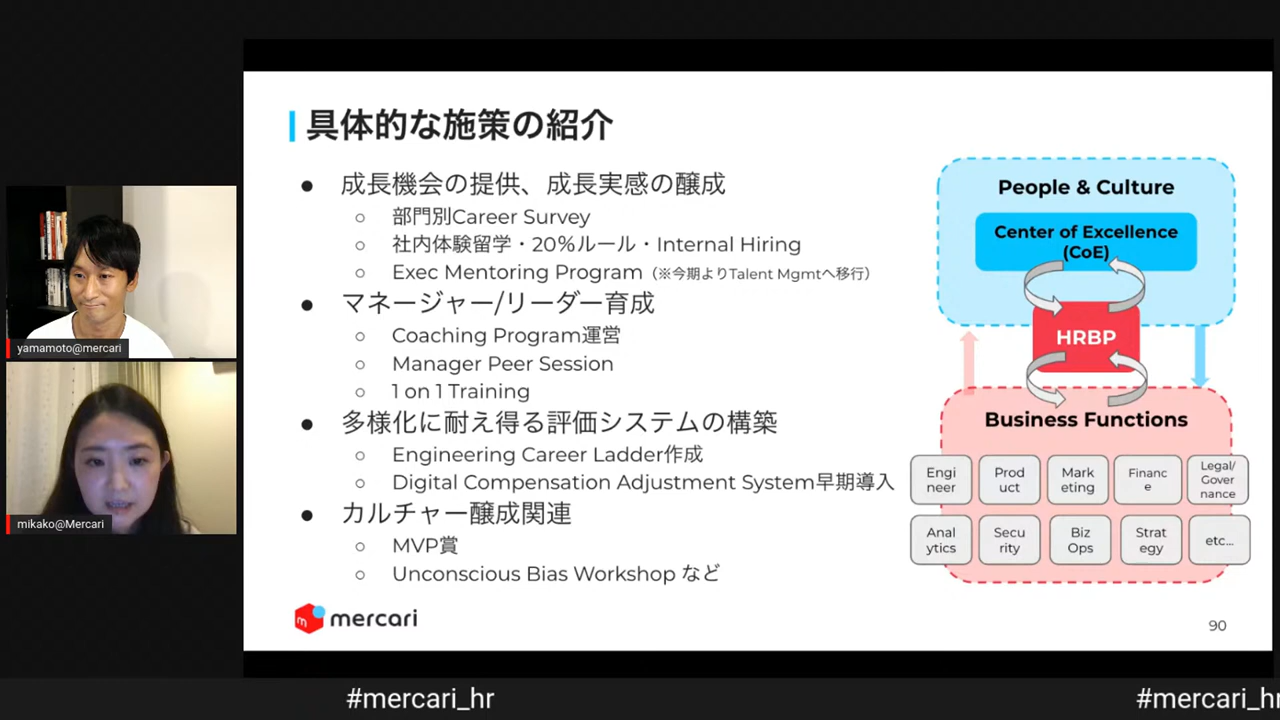 具体的な施策の紹介
● 成長機会の提供、成長実感の醸成
○ 部門別Career Survey
○ 社内体験留学・20％ルール・Internal Hiring
○ Exec Mentoring Program（※今期よりTalent Mgmtへ移行）
● マネージャー/リーダー育成
○ Coaching Program運営
○ Manager Peer Session
○ 1 on 1 Training
● 多様化に耐え得る評価システムの構築
○ Engineering Career Ladder作成
○ Digital Compensation Adjustment System早期導入
● カルチャー醸成関連
○ MVP賞
○ Unconscious Bias Workshop など
People & Culture
Center of Excellence
(CoE)
HRBP
Business Functions
Engi
neer
Prod
uct
Mark
eting
Financ
e
Legal/
Gover
nance
Anal
ytics
Secu
rity
Biz
Ops
Strat
egy
etc...
m
mercari
90
yamamoto@mercari
mikako@Mercari
#mercari_hr
#mercari_hr